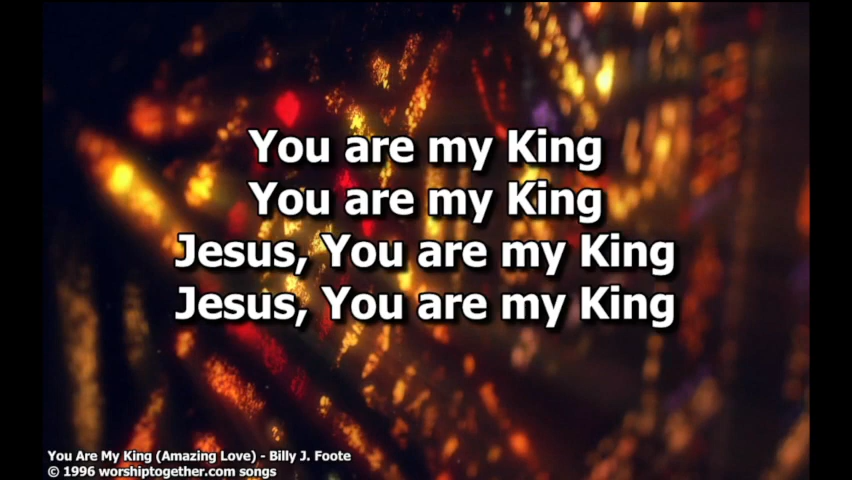 You are my King
You are my King
Jesus, You are my King
Jesus, You are my King
You Are My King (Amazing Love) - Billy J. Foote
© 1996 worshiptogether.com songs